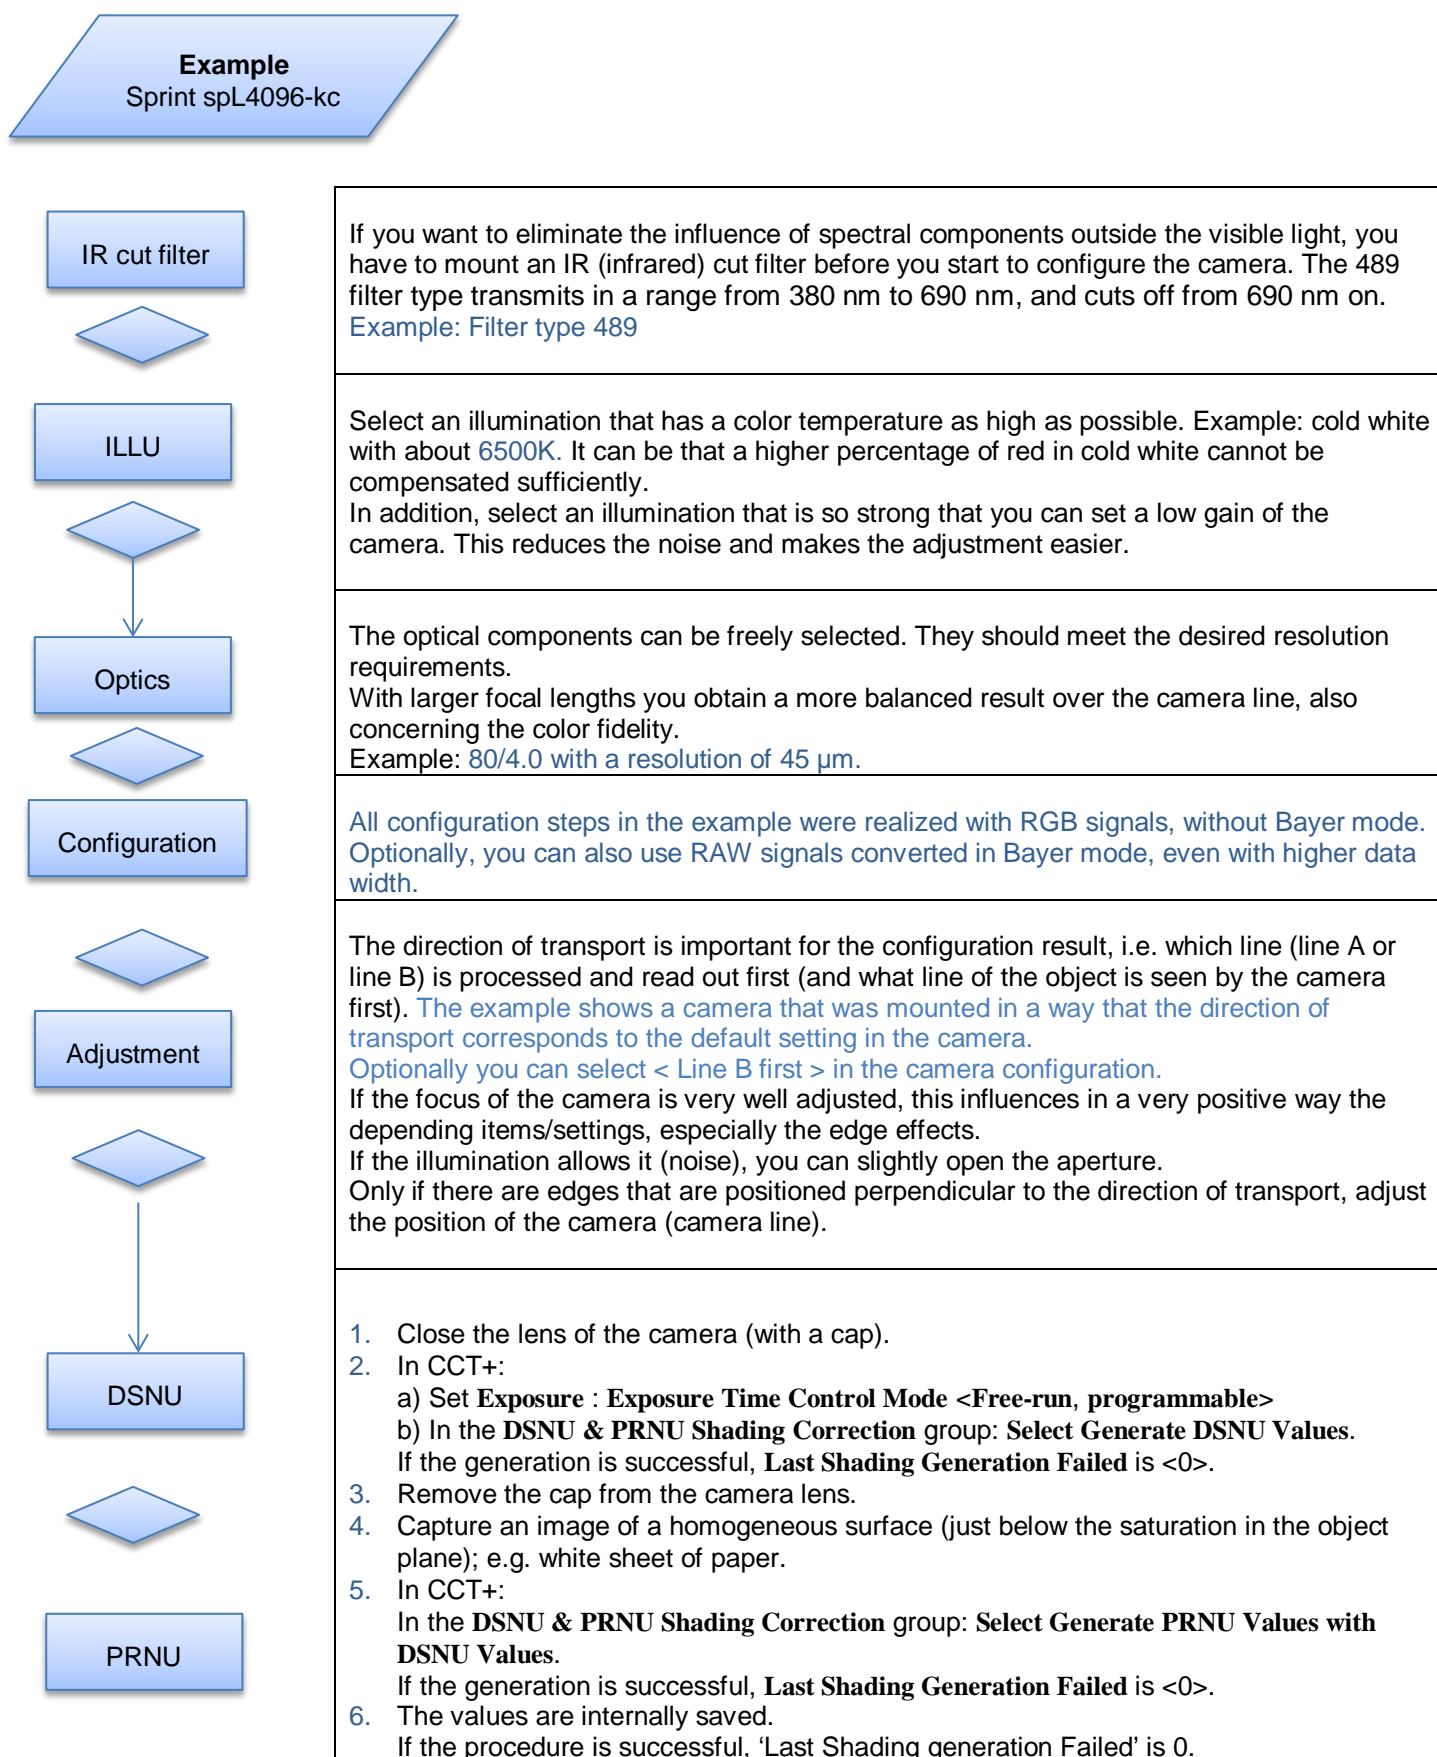 Example
Sprint spL4096-kc
IR cut filter
If you want to eliminate the influence of spectral components outside the visible light, you
have to mount an IR (infrared) cut filter before you start to configure the camera. The 489
filter type transmits in a range from 380 nm to 690 nm, and cuts off from 690 nm on.
Example: Filter type 489
ILLU
Select an illumination that has a color temperature as high as possible. Example: cold white
with about 6500K. It can be that a higher percentage of red in cold white cannot be
compensated sufficiently.
In addition, select an illumination that is so strong that you can set a low gain of the
camera. This reduces the noise and makes the adjustment easier.
Optics
The optical components can be freely selected. They should meet the desired resolution
requirements.
With larger focal lengths you obtain a more balanced result over the camera line, also
concerning the color fidelity.
Example: 80/4.0 with a resolution of 45 µm.
Configuration
All configuration steps in the example were realized with RGB signals, without Bayer mode.
Optionally, you can also use RAW signals converted in Bayer mode, even with higher data
width.
Adjustment
The direction of transport is important for the configuration result, i.e. which line (line A or
line B) is processed and read out first (and what line of the object is seen by the camera
first). The example shows a camera that was mounted in a way that the direction of
transport corresponds to the default setting in the camera.
Optionally you can select < Line B first > in the camera configuration.
If the focus of the camera is very well adjusted, this influences in a very positive way the
depending items/settings, especially the edge effects.
If the illumination allows it (noise), you can slightly open the aperture.
Only if there are edges that are positioned perpendicular to the direction of transport, adjust
the position of the camera (camera line).
DSNU
1. Close the lens of the camera (with a cap).
2. In CCT+:
a) Set Exposure : Exposure Time Control Mode <Free-run, programmable>
b) In the DSNU & PRNU Shading Correction group: Select Generate DSNU Values.
If the generation is successful, Last Shading Generation Failed is <0>.
3. Remove the cap from the camera lens.
4. Capture an image of a homogeneous surface (just below the saturation in the object
plane); e.g. white sheet of paper.
5. In CCT+:
In the DSNU & PRNU Shading Correction group: Select Generate PRNU Values with
DSNU Values.
If the generation is successful, Last Shading Generation Failed is <0>.
6. The values are internally saved.
If the procedure is successful, ‘Last Shading generation Failed’ is 0.
PRNU